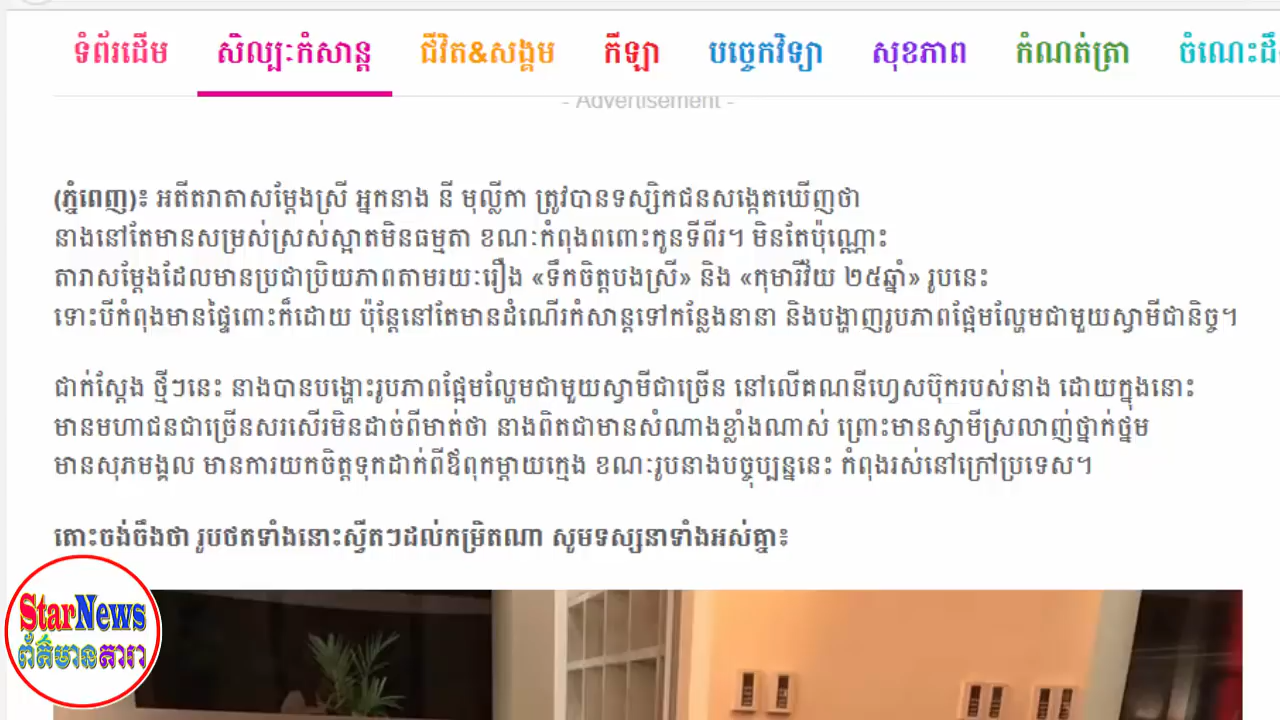 ទំព័រដើម សិល្បៈកំសាន្ត ជីវិត&សង្គម កីឡា បច្ចេកវិទ្យា សុខភាព កំណត់ត្រា ចំណេះដឹ
- Advertisement -
(ភ្នំពេញ)៖ អតីតរាតាសម្តែងស្រី អ្នកនាង នី មុល្លីកា ត្រូវបានទស្សិកជនសង្កេតឃើញថា
នាងនៅតែមានសម្រស់ស្រស់ស្អាតមិនធម្មតា ខណៈកំពុងពពោះកូនទីពីរ។ មិនតែប៉ុណ្ណោះ
តារាសម្តែងដែលមានប្រជាប្រិយភាពតាមរយៈរឿង «ទឹកចិត្តបងស្រី» និង «កុមារីវ័យ ២៥ឆ្នាំ» រូបនេះ
ទោះបីកំពុងមានផ្ទៃពោះក៏ដោយ ប៉ុន្តែនៅតែមានដំណើរកំសាន្តទៅកន្លែងនានា និងបង្ហាញរូបភាពផ្អែមល្ហែមជាមួយស្វាមីជានិច្ច។
ជាក់ស្តែង ថ្មីៗនេះ នាងបានបង្ហោះរូបភាពផ្អែមល្ហែមជាមួយស្វាមីជាច្រើន នៅលើគណនីហ្វេសប៊ុករបស់នាង ដោយក្នុងនោះ
មានមហាជនជាច្រើនសរសើរមិនដាច់ពីមាត់ថា នាងពិតជាមានសំណាងខ្លាំងណាស់ ព្រោះមានស្វាមីស្រលាញ់ថ្នាក់ថ្នម
មានសុភមង្គល មានការយកចិត្តទុកដាក់ពីឪពុកម្តាយក្មេង ខណៈរូបនាងបច្ចុប្បន្ននេះ កំពុងរស់នៅក្រៅប្រទេស។
តោះចង់ចឹងថា រូបថតទាំងនោះស្វីតៗដល់កម្រិតណា សូមទស្សនាទាំងអស់គ្នា៖
StarNews
ព័ត៌មានតារា